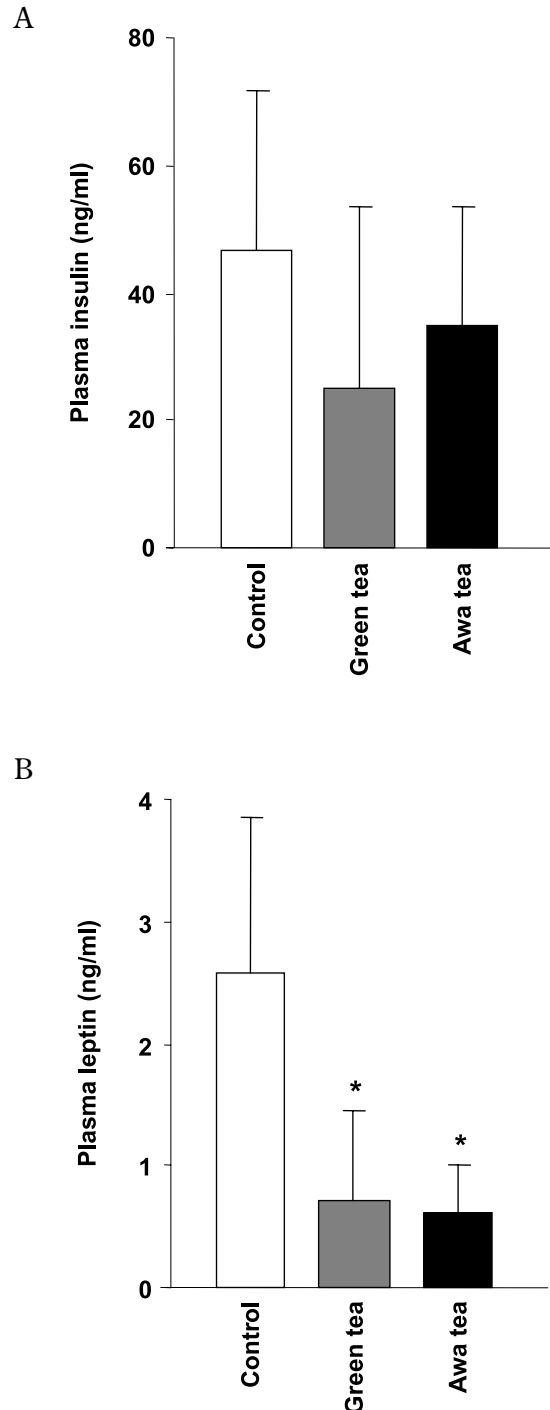 A
Plasma insulin (ng/ml)
80
60
40
20
0
Control
Green tea
Awa tea
B
Plasma leptin (ng/ml)
4
3
2
1
0
*
*
Control
Green tea
Awa tea